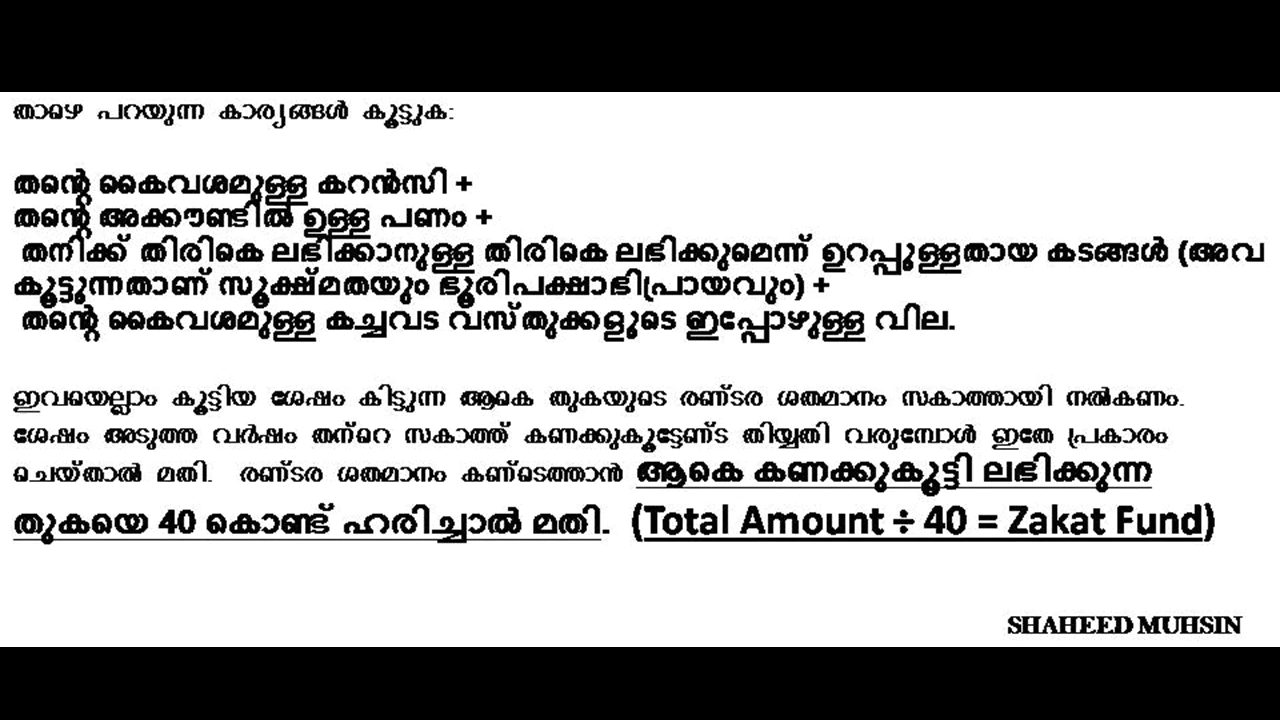 താഴെ പറയുന്ന കാര്യങ്ങൾ കൂട്ടുക:
തന്റെ കൈവശമുള്ള കറൻസി +
തന്റെ അക്കൗണ്ടിൽ ഉള്ള പണം +
തനിക്ക് തിരികെ ലഭിക്കാനുള്ള തിരികെ ലഭിക്കുമെന്ന് ഉറപ്പുള്ളതായ കടങ്ങൾ (അവ
കൂട്ടുന്നതാണ് സൂക്ഷ്മതയും ഭൂരിപക്ഷാഭിപ്രായവും) +
തന്റെ കൈവശമുള്ള കച്ചവട വസ്തുക്കളുടെ ഇപ്പോഴുള്ള വില.
ഇവയെല്ലാം കൂട്ടിയ ശേഷം കിട്ടുന്ന ആകെ തുകയുടെ രണ്ടര ശതമാനം സകാത്തായി നൽകണം.
ശേഷം അടുത്ത വർഷം തന്റെ സകാത്ത് കണക്കുകൂട്ടേണ്ട തിയ്യതി വരുമ്പോൾ ഇതേ പ്രകാരം
ചെയ്താൽ മതി. രണ്ടര ശതമാനം കണ്ടെത്താൻ ആകെ കണക്കുകൂട്ടി ലഭിക്കുന്ന
തുകയെ 40 കൊണ്ട് ഹരിച്ചാൽ മതി. (Total Amount ÷ 40 = Zakat Fund)
SHAHEED MUHSIN